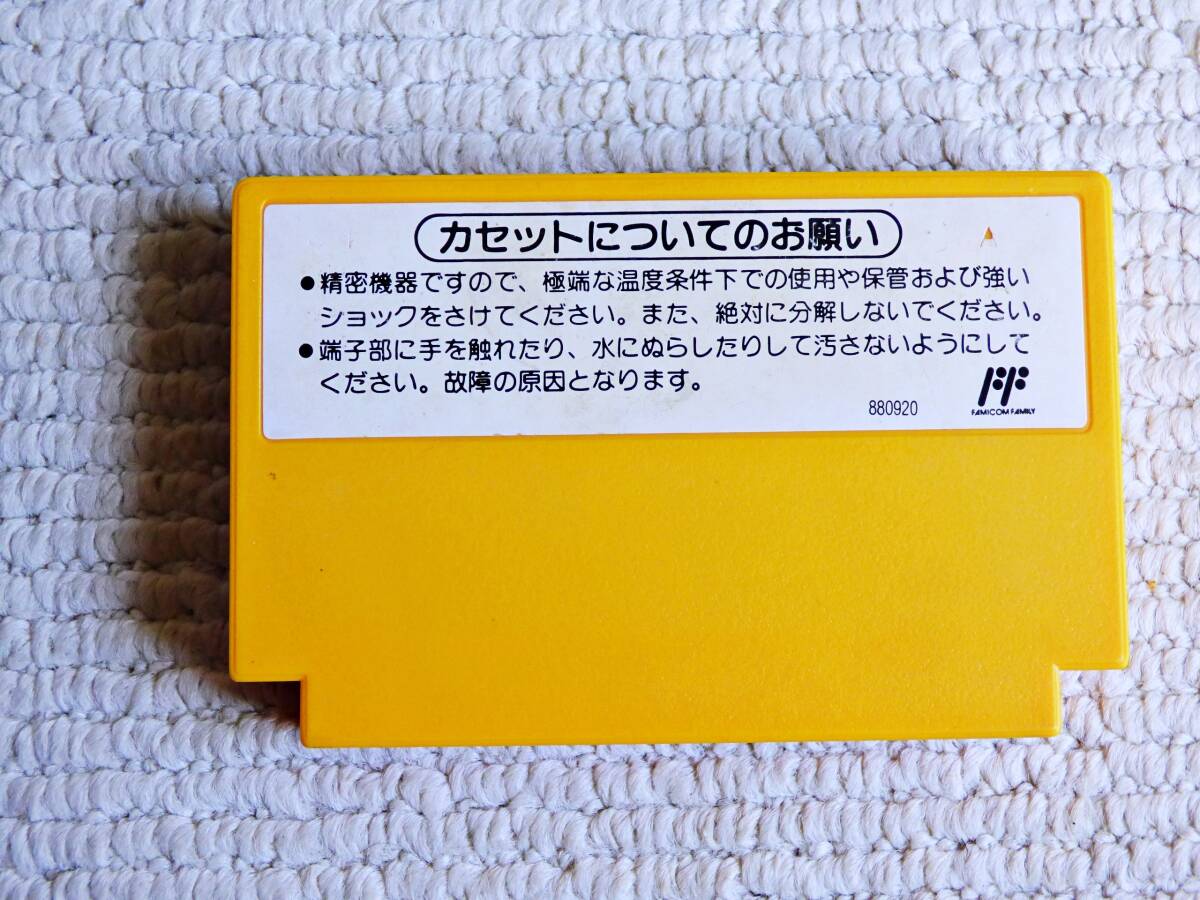 カセットについてのお願い
●精密機器ですので、極端な温度条件下での使用や保管および強い
ショックをさけてください。また、絶対に分解しないでください。
●端子部に手を触れたり、水にぬらしたりして汚さないようにして
ください。故障の原因となります。
880920
FF
FAMICOM FAMILY
A